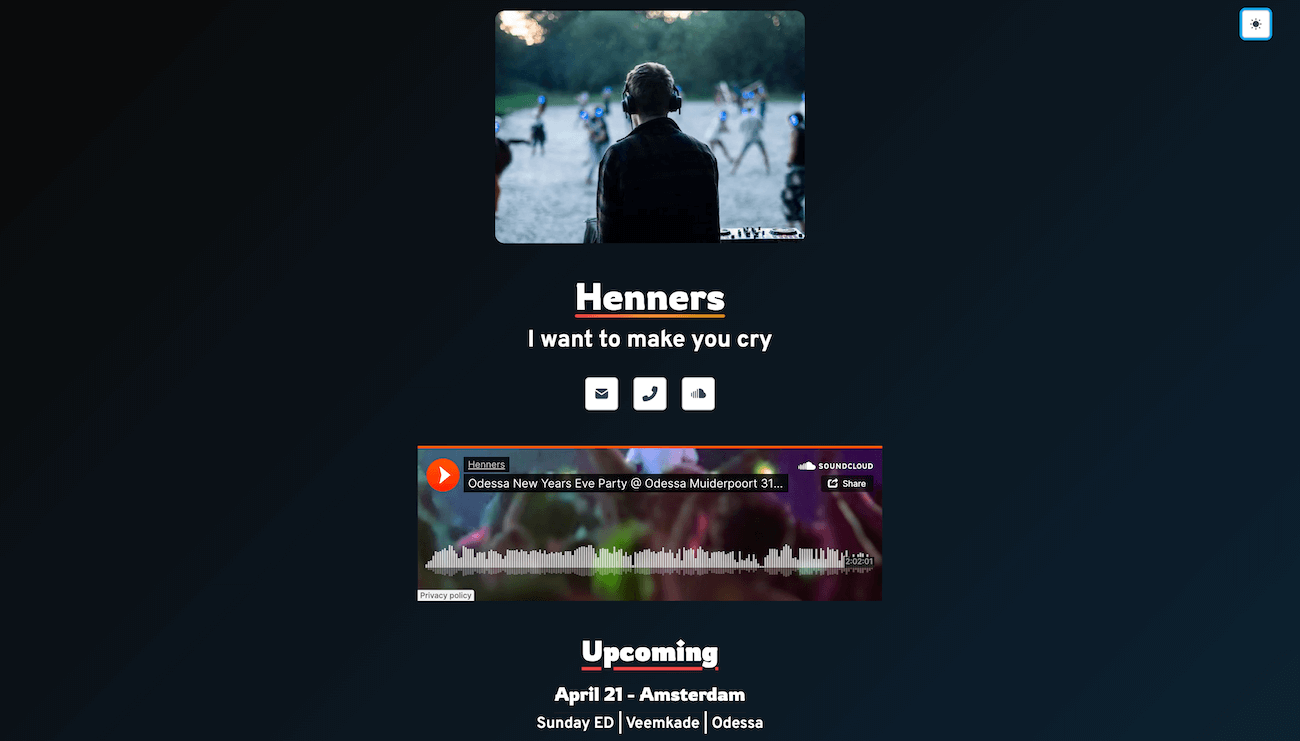 Henners
I want to make you cry
Henners
SOUNDCLOUD
Odessa New Years Eve Party @ Odessa Muiderpoort 31...
Share
2:02:01
Privacy policy
Upcoming
April 21 - Amsterdam
Sunday ED | Veemkade | Odessa